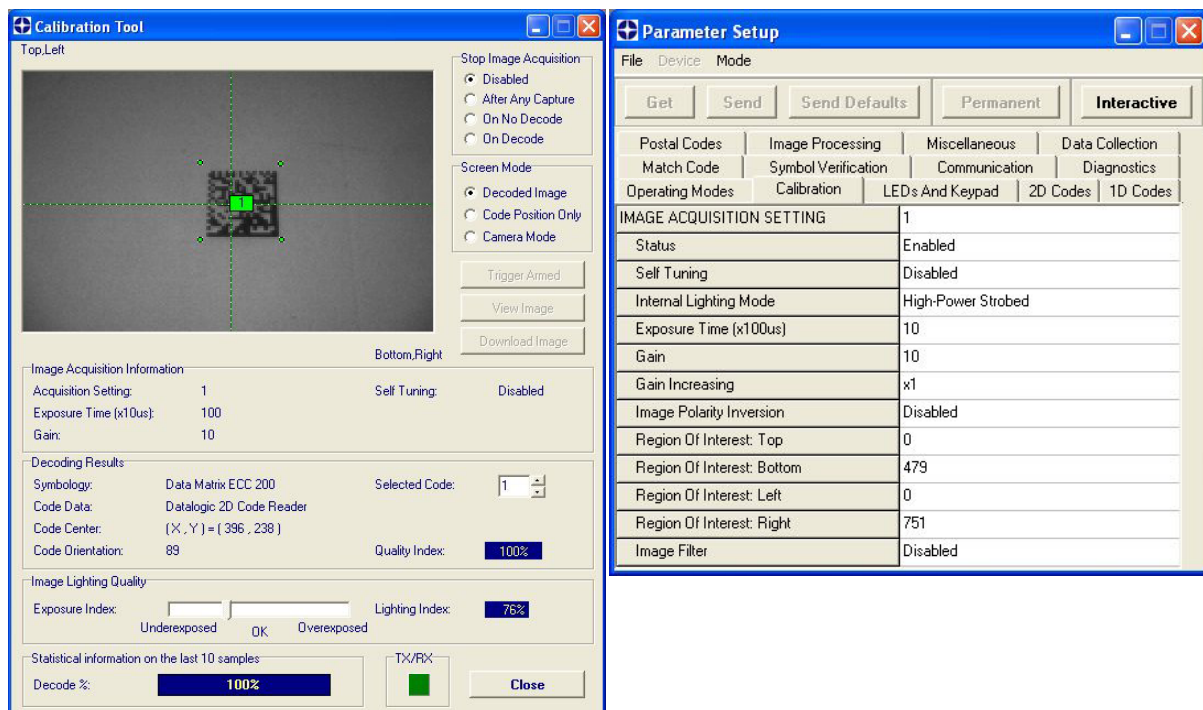 Calibration Tool
Top,Left
1
Bottom,Right
Stop Image Acquisition
Disabled
After Any Capture
On No Decode
On Decode
Screen Mode
Decoded Image
Code Position Only
Camera Mode
Trigger Armed
View Image
Download Image
Image Acquisition Information
Acquisition Setting: 1 Self Tuning: Disabled
Exposure Time (x10us): 100
Gain: 10
Decoding Results
Symbology: Data Matrix ECC 200 Selected Code: 1
Code Data: Datalogic 2D Code Reader
Code Center: ( X , Y ) = ( 396 , 238 )
Code Orientation: 89 Quality Index: 100%
Image Lighting Quality
Exposure Index: Lighting Index: 76%
Underexposed OK Overexposed
Statistical information on the last 10 samples
Decode %: 100%
TX/RX
Close
Parameter Setup
File Device Mode
Get Send Send Defaults Permanent Interactive
Postal Codes Image Processing Miscellaneous Data Collection
Match Code Symbol Verification Communication Diagnostics
Operating Modes Calibration LEDs And Keypad 2D Codes 1D Codes
IMAGE ACQUISITION SETTING 1
Status Enabled
Self Tuning Disabled
Internal Lighting Mode High-Power Strobed
Exposure Time (x100us) 10
Gain 10
Gain Increasing x1
Image Polarity Inversion Disabled
Region Of Interest: Top 0
Region Of Interest: Bottom 479
Region Of Interest: Left 0
Region Of Interest: Right 751
Image Filter Disabled